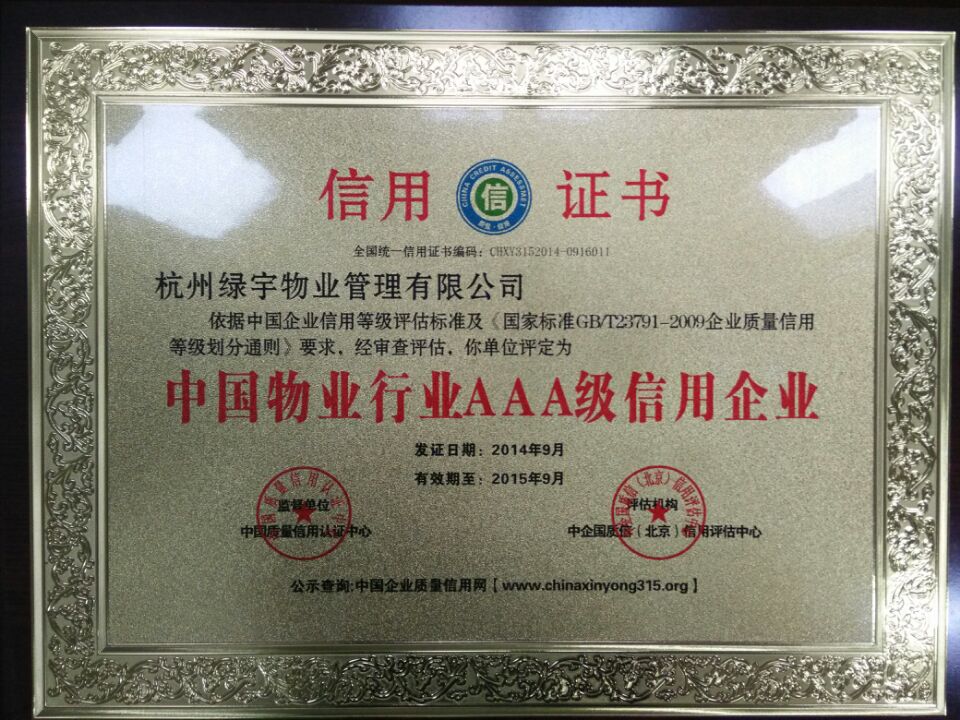 信用 信 证书
CHINA CREDIT ASSESSMET
全国统一信用证书编码：CHXY3152014-0916011
杭州绿宇物业管理有限公司
依据中国企业信用等级评估标准及《国家标准GB/T23791-2009企业质量信用
等级划分通则》要求，经审查评估，你单位评定为
中国物业行业AAA级信用企业
发证日期：2014年9月
有效期至：2015年9月
监督单位 评估机构
中国质量信用认证中心 中企国质信（北京）信用评估中心
公示查询:中国企业质量信用网【www.chinaxinyong315.org】